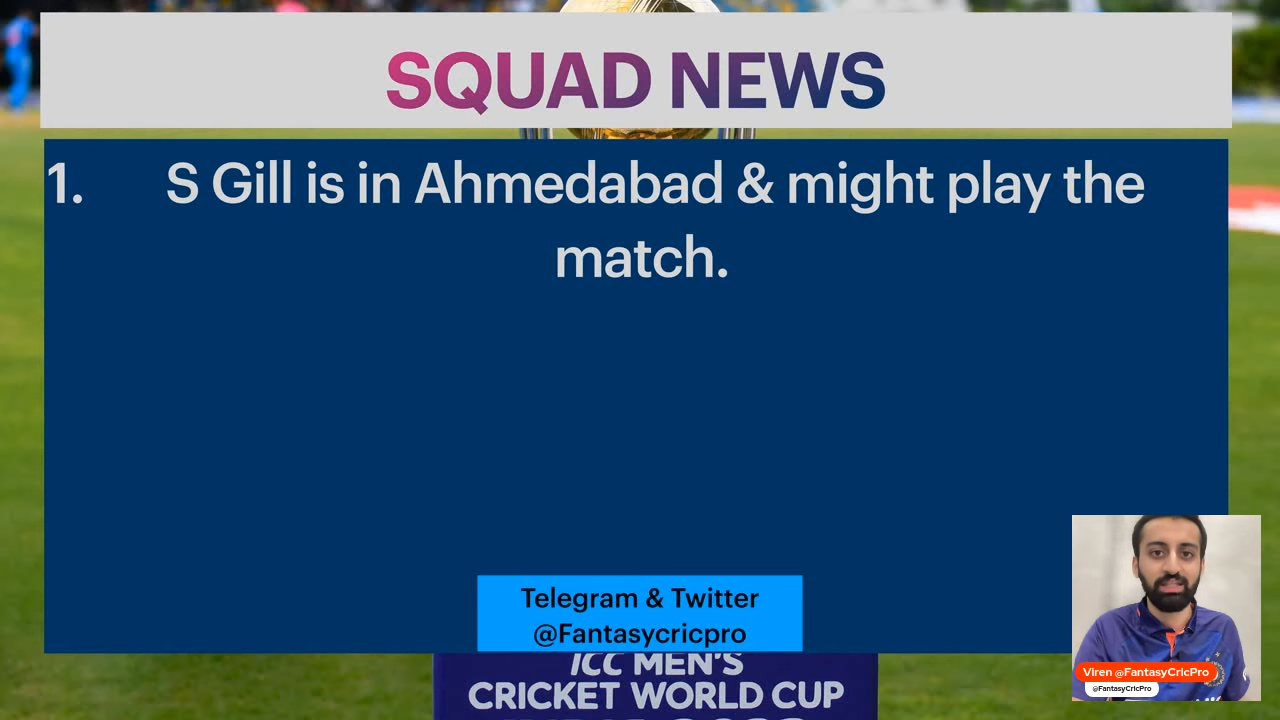 SQUAD NEWS
1. S Gill is in Ahmedabad & might play the
match.
Telegram & Twitter
@Fantasycricpro
ICC MEN'S
CRICKET WORLD CUP
Viren @FantasyCricPro
@FantasyCricPro